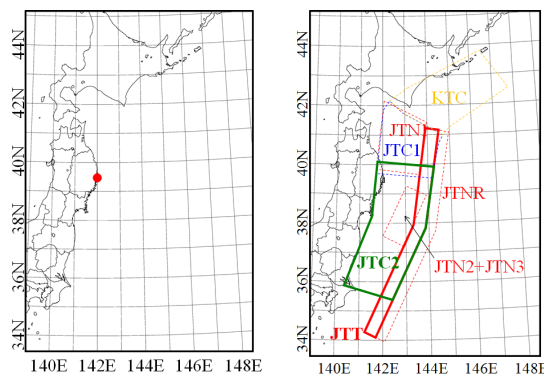 44N
42N
40N
38N
36N
34N
140E 142E 144E 146E 148E
44N
42N
40N
38N
36N
34N
KTC
JTN1
JTC1
JTNR
JTC2
JTN2+JTN3
JTT
140E 142E 144E 146E 148E